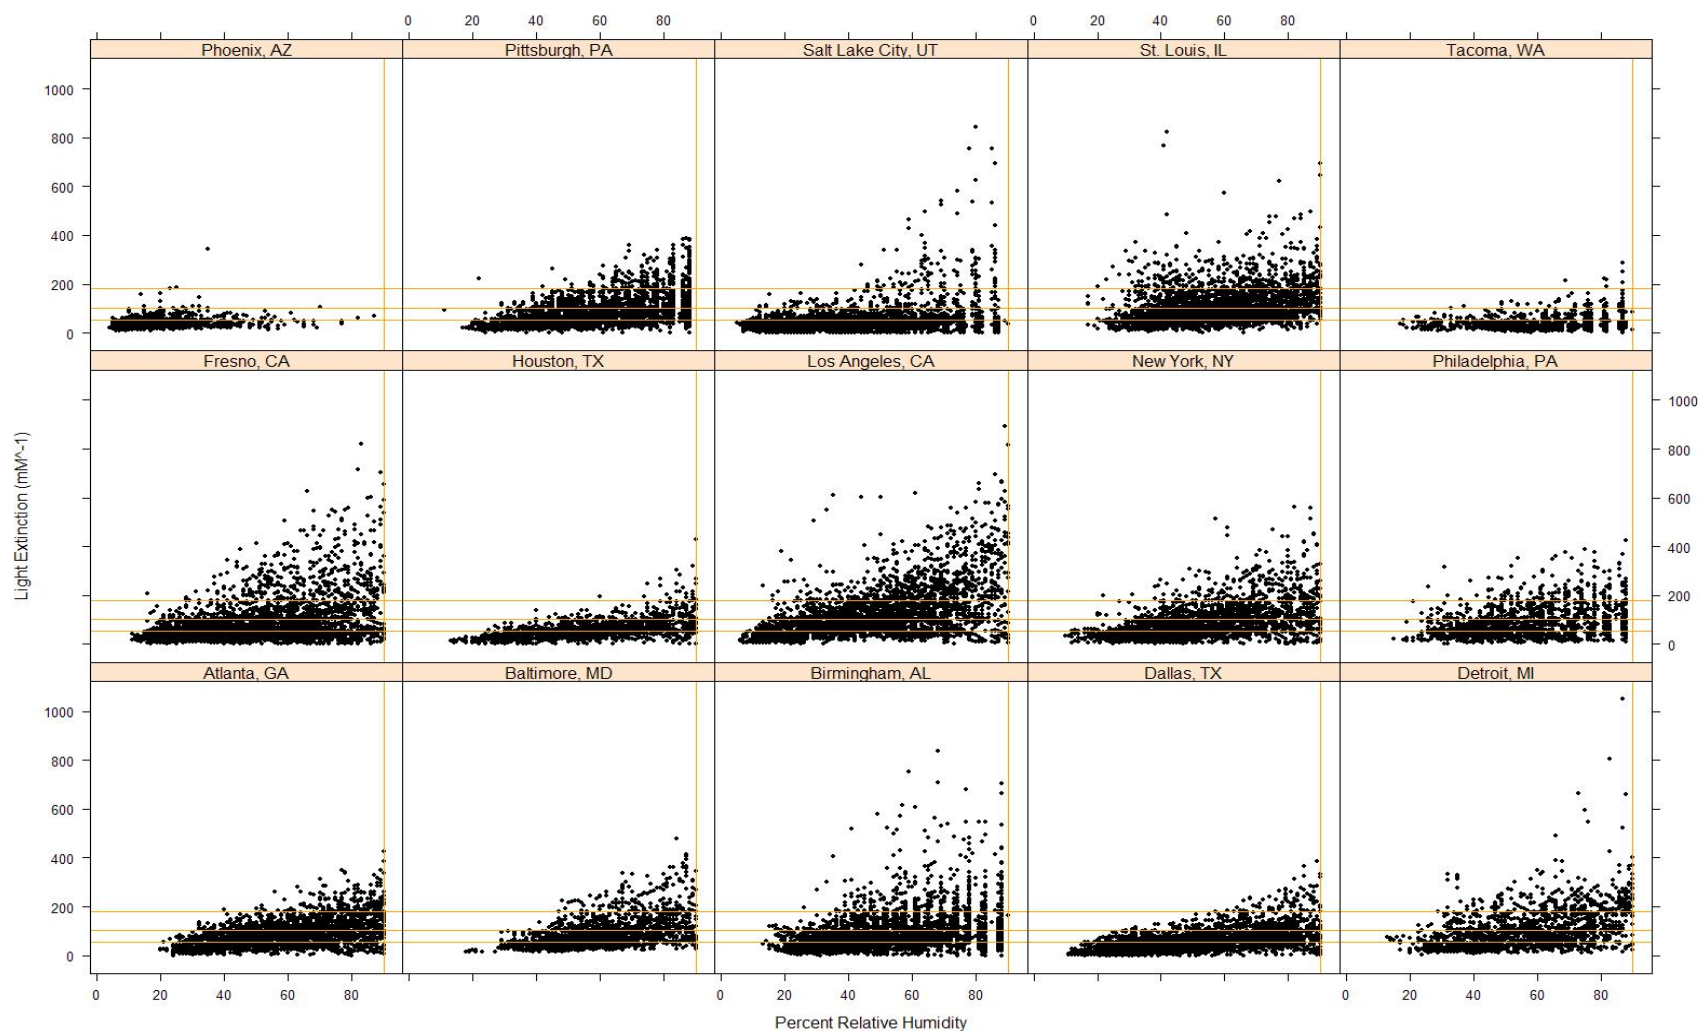 0 20 40 60 80 0 20 40 60 80
Phoenix, AZ Pittsburgh, PA Salt Lake City, UT St. Louis, IL Tacoma, WA
1000
800
600
400
200
0
Fresno, CA Houston, TX Los Angeles, CA New York, NY Philadelphia, PA
1000
800
600
400
200
0
Light Extinction (mM^-1)
Atlanta, GA Baltimore, MD Birmingham, AL Dallas, TX Detroit, MI
1000
800
600
400
200
0
0 20 40 60 80 0 20 40 60 80 0 20 40 60 80
Percent Relative Humidity